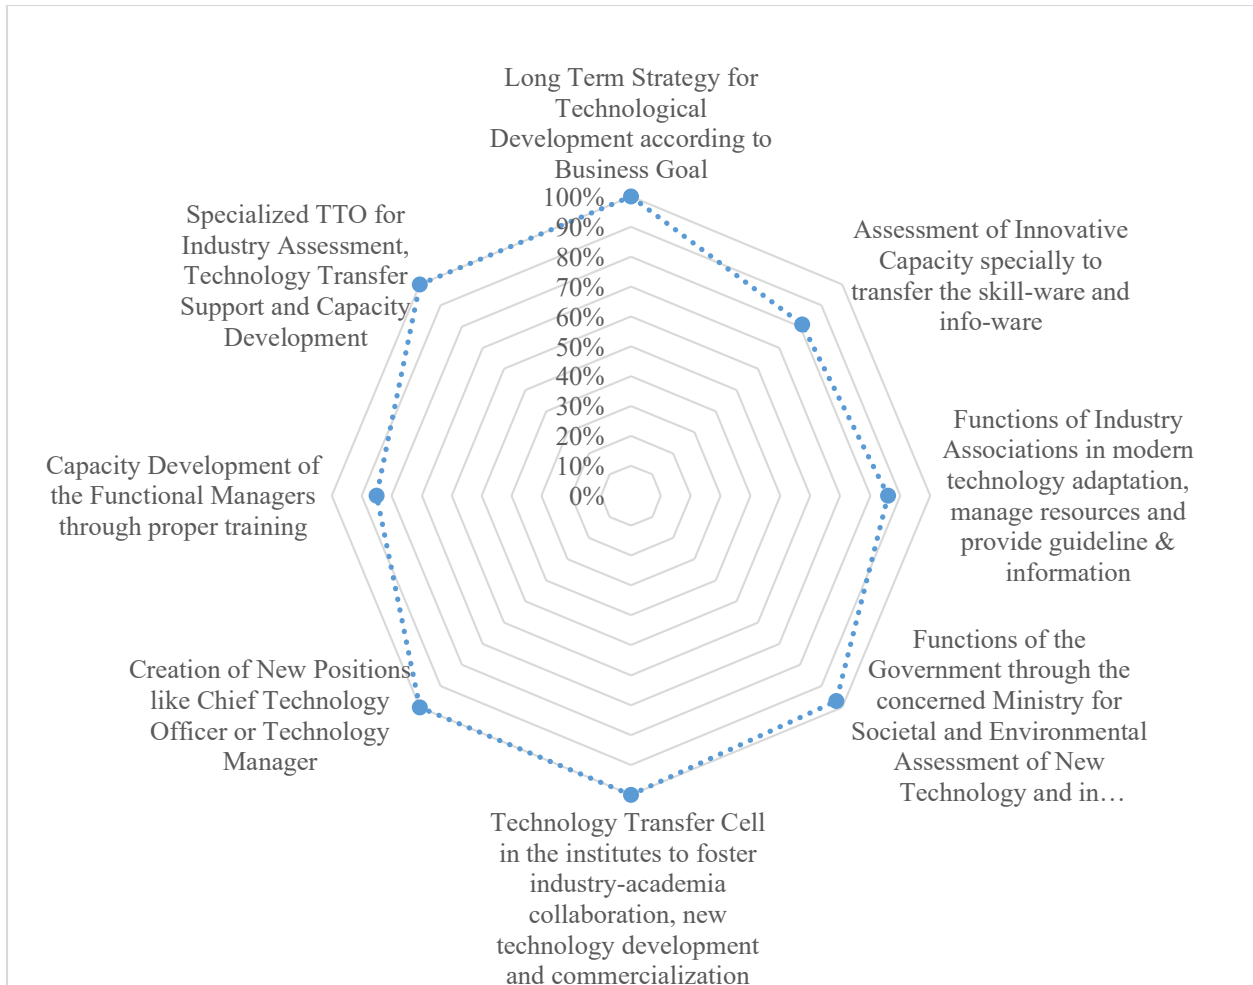 Long Term Strategy for
Technological
Development according to
Business Goal
Assessment of Innovative
Capacity specially to
transfer the skill-ware and
info-ware
Functions of Industry
Associations in modern
technology adaptation,
manage resources and
provide guideline &
information
Functions of the
Government through the
concerned Ministry for
Societal and Environmental
Assessment of New
Technology and in…
Technology Transfer Cell
in the institutes to foster
industry-academia
collaboration, new
technology development
and commercialization
Creation of New Positions
like Chief Technology
Officer or Technology
Manager
Capacity Development of
the Functional Managers
through proper training
Specialized TTO for
Industry Assessment,
Technology Transfer
Support and Capacity
Development
100%
90%
80%
70%
60%
50%
40%
30%
20%
10%
0%